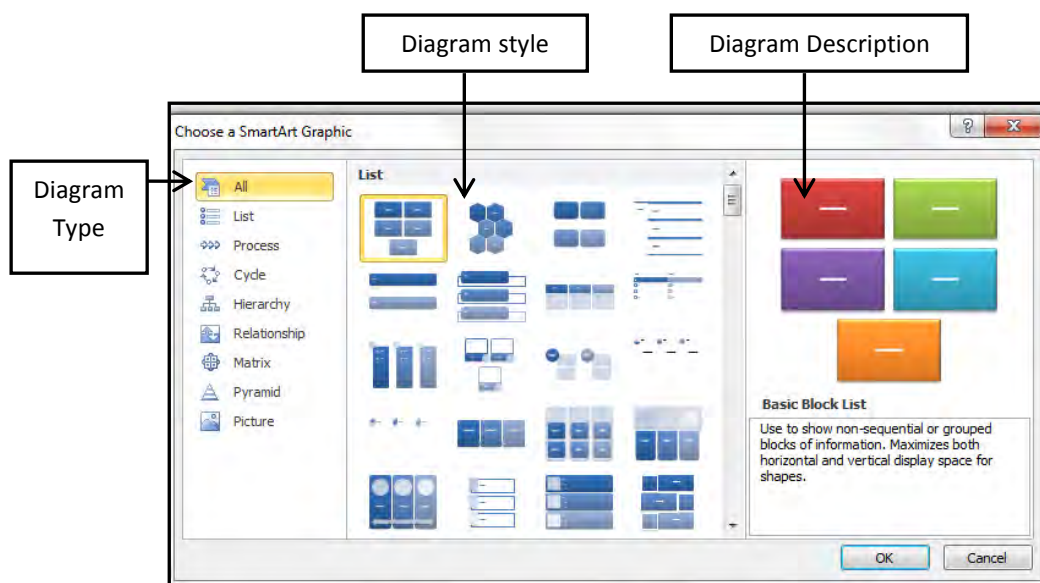 Diagram style
Diagram Description
Choose a SmartArt Graphic
Diagram
Type
All
List
Process
Cycle
Hierarchy
Relationship
Matrix
Pyramid
Picture
List
Basic Block List
Use to show non-sequential or grouped
blocks of information. Maximizes both
horizontal and vertical display space for
shapes.
OK
Cancel